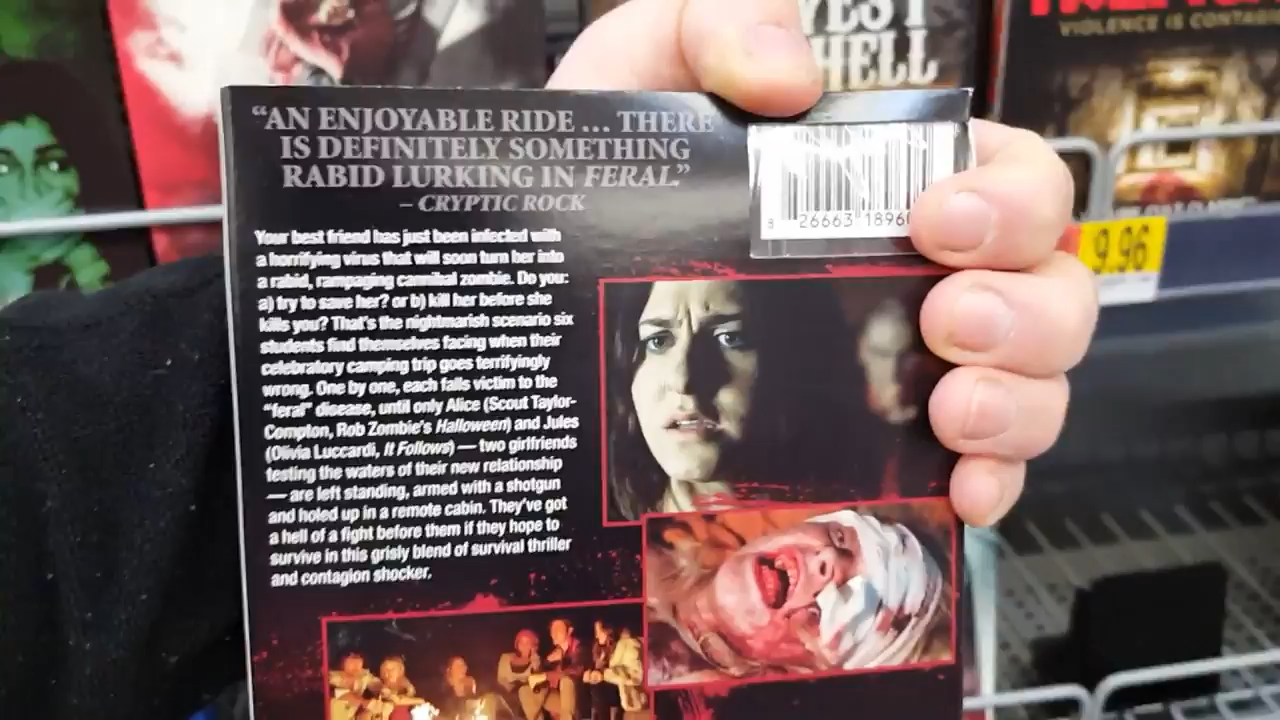 VEST
HELL
VIOLENCE IS
“AN ENJOYABLE RIDE ... THERE
IS DEFINITELY SOMETHING
RABID LURKING IN FERAL.”
– CRYPTIC ROCK
8 26663 1896
9.96
Your best friend has just been infected with
a horrifying virus that will soon turn her into
a rabid, rampaging cannibal zombie. Do you:
a) try to save her? or b) kill her before she
kills you? That's the nightmarish scenario six
students find themselves facing when their
celebratory camping trip goes terrifyingly
wrong. One by one, each falls victim to the
"feral" disease, until only Alice (Scout Taylor-
Compton, Rob Zombie's Halloween) and Jules
(Olivia Luccardi, It Follows) — two girlfriends
testing the waters of their new relationship
— are left standing, armed with a shotgun
and holed up in a remote cabin. They've got
a hell of a fight before them if they hope to
survive in this grisly blend of survival thriller
and contagion shocker.